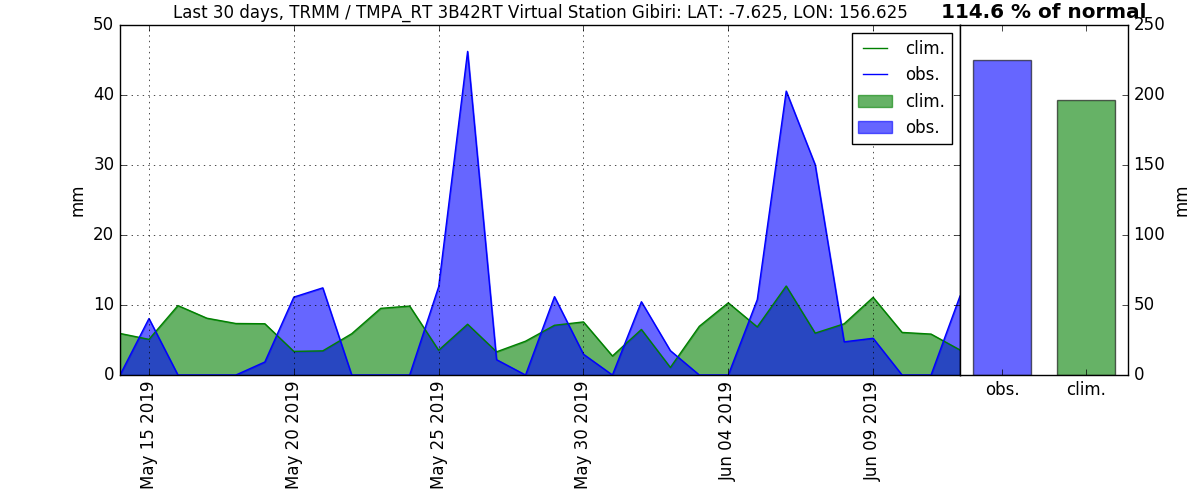 Last 30 days, TRMM / TMPA_RT 3B42RT Virtual Station Gibiri: LAT: -7.625, LON: 156.625
114.6 % of normal
50
40
30
20
10
0
mm
clim.
obs.
clim.
obs.
250
200
150
100
50
0
mm
May 15 2019
May 20 2019
May 25 2019
May 30 2019
Jun 04 2019
Jun 09 2019
obs.
clim.